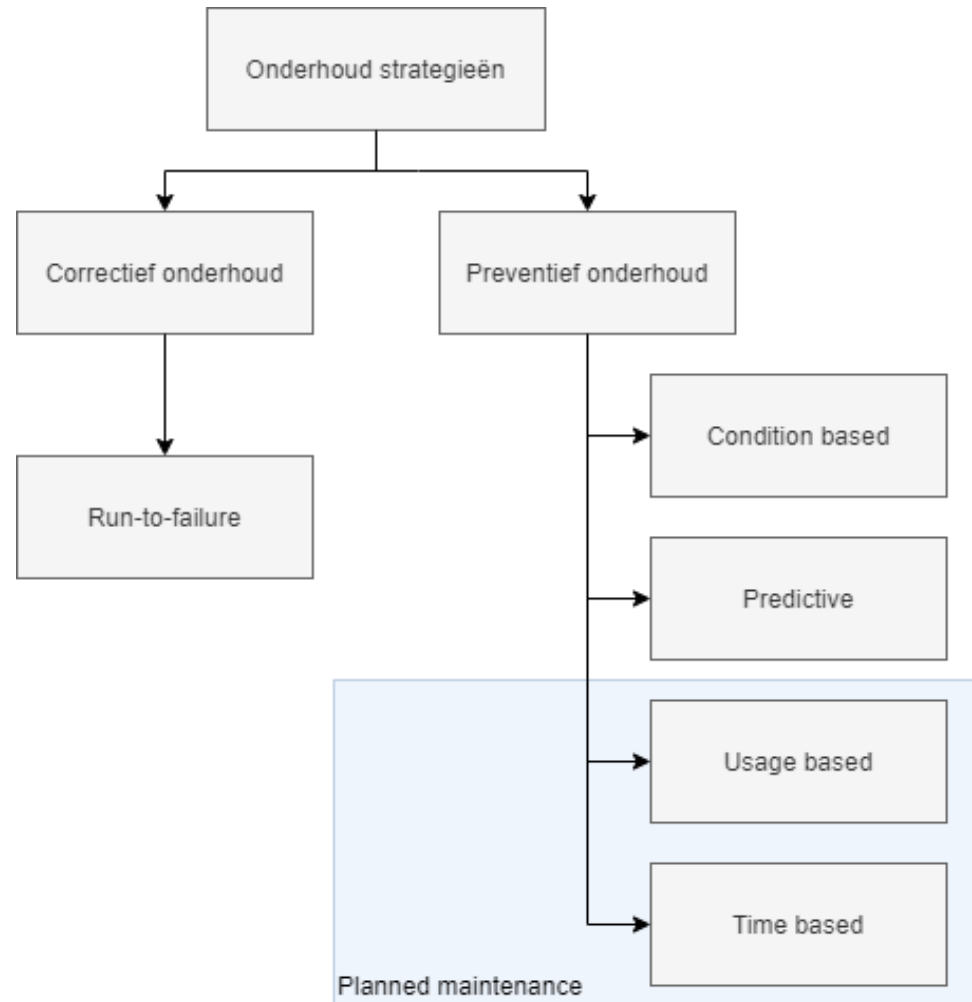 Onderhoud strategieën
Correctief onderhoud
Preventief onderhoud
Condition based
Run-to-failure
Predictive
Usage based
Time based
Planned maintenance